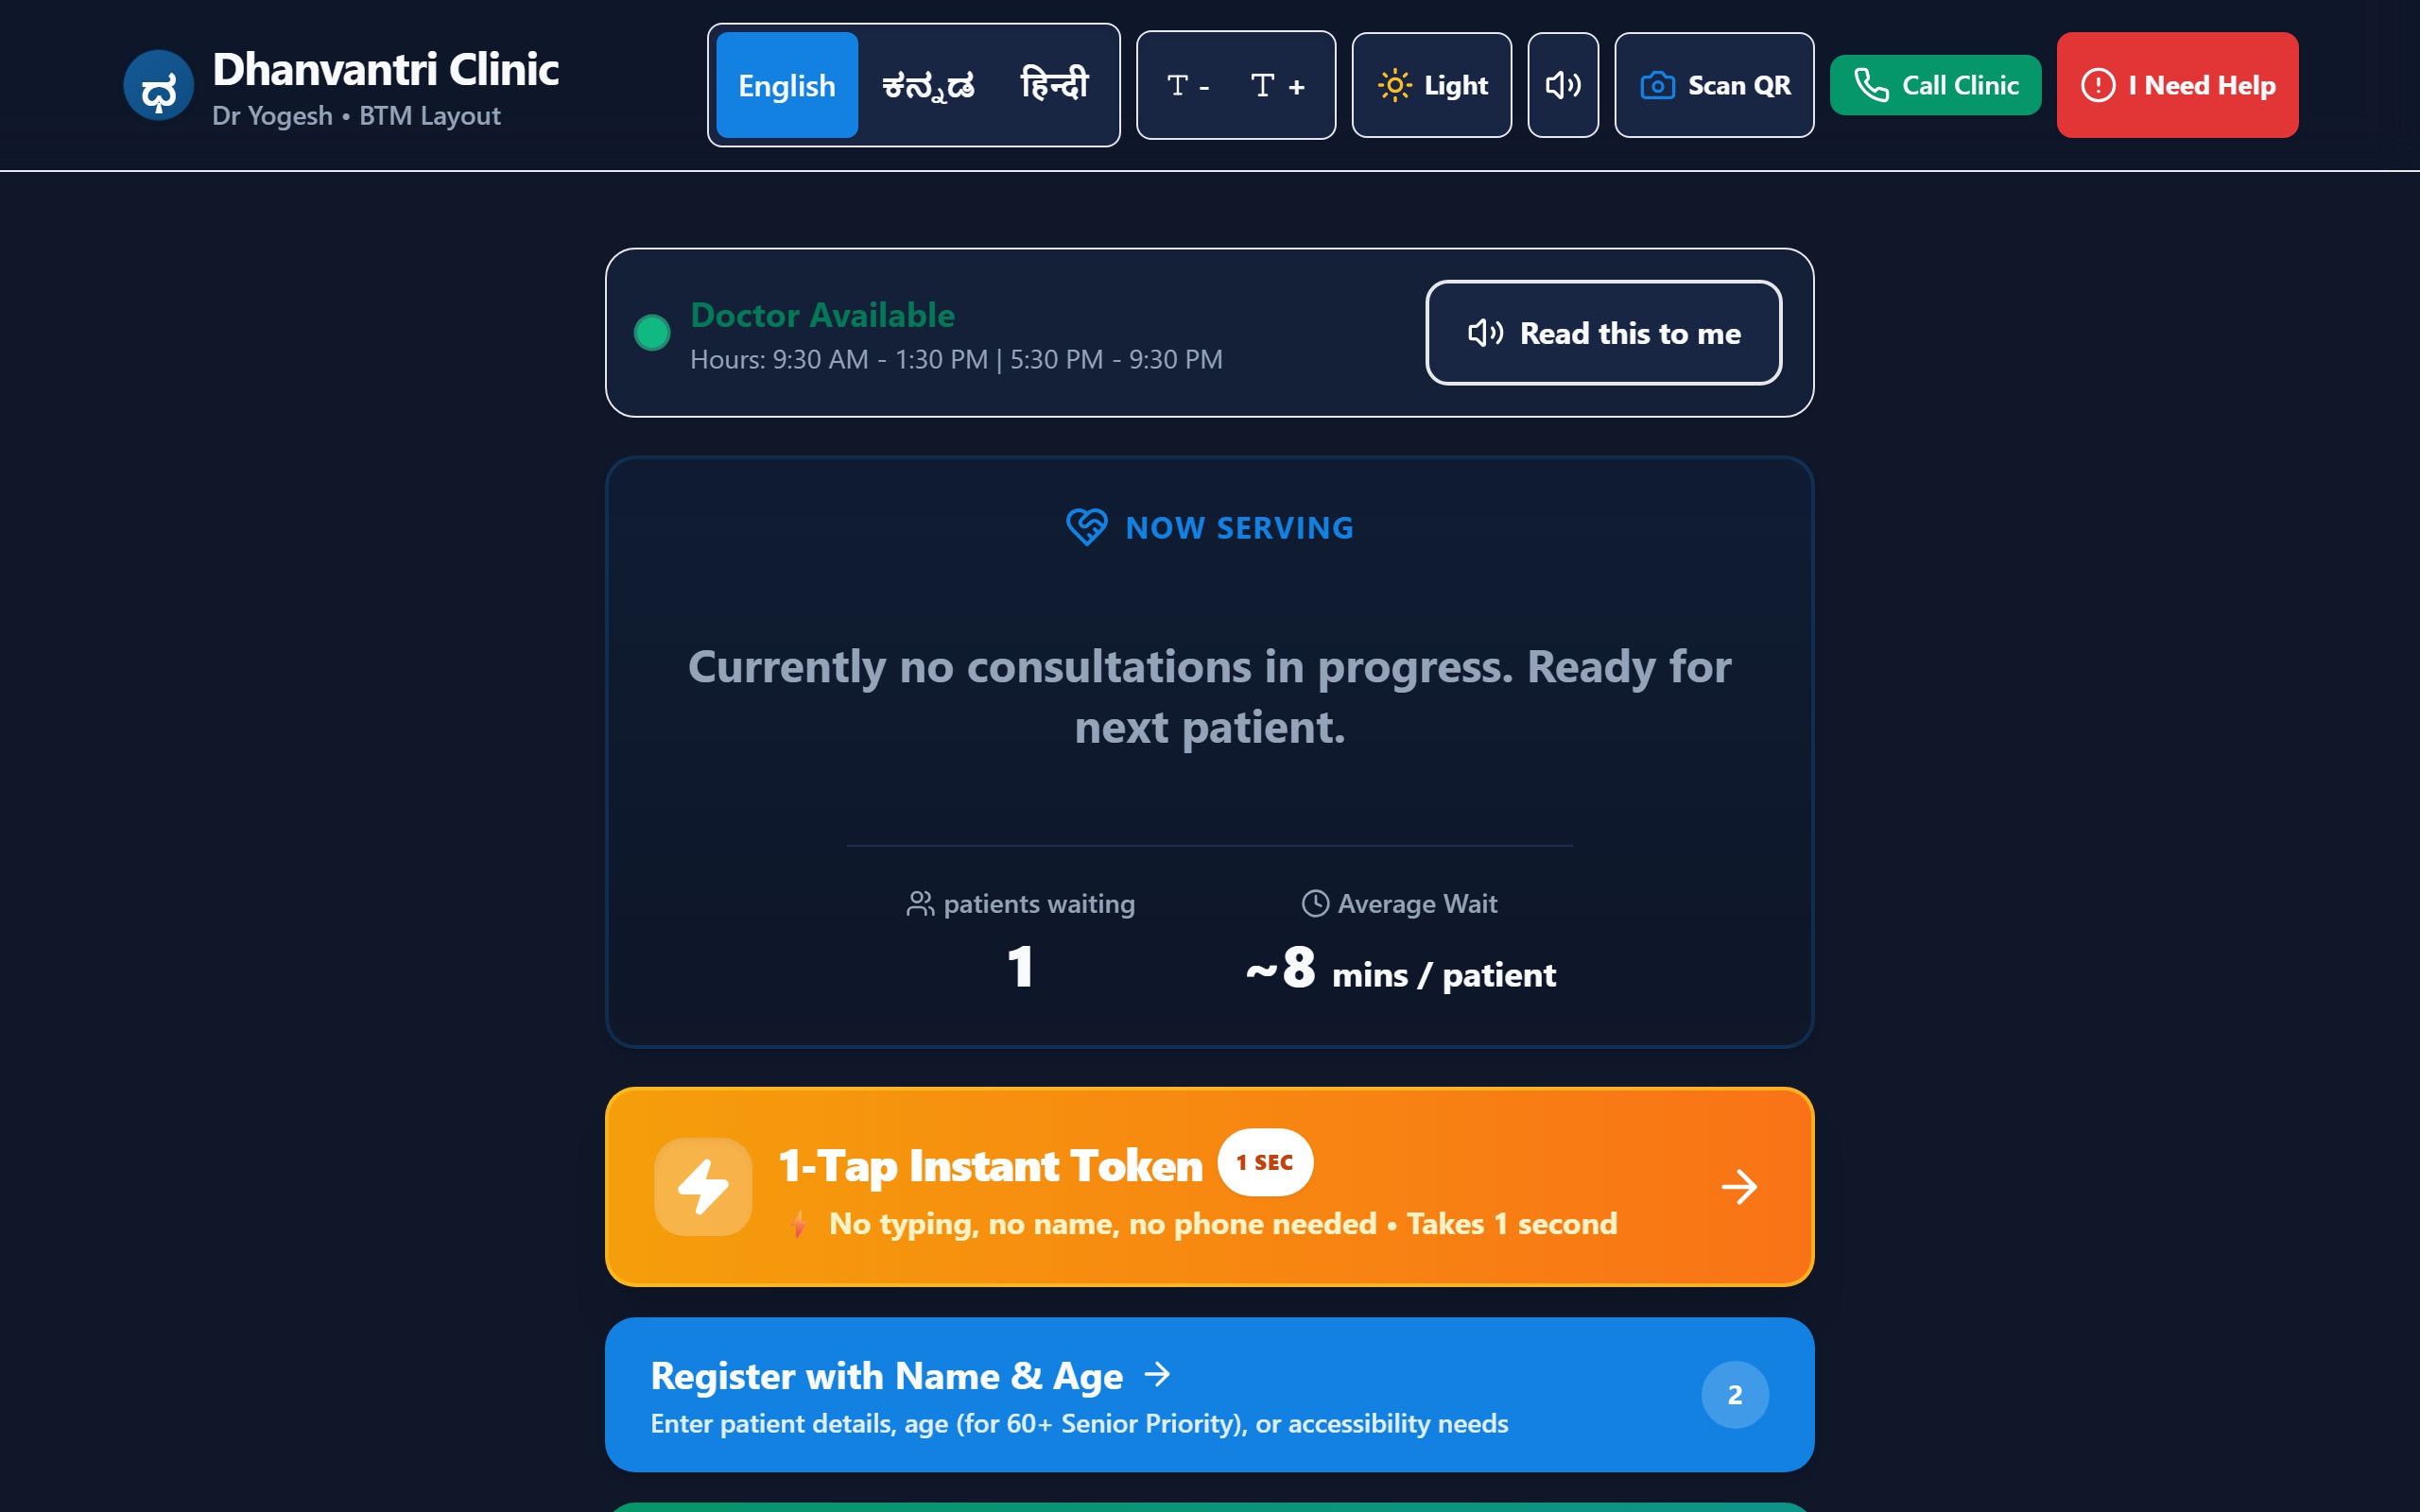 ಧ
Dhanvantri Clinic
Dr Yogesh • BTM Layout
English ಕನ್ನಡ हिन्दी
T - T +
Light
Scan QR
Call Clinic
I Need Help
Doctor Available
Hours: 9:30 AM - 1:30 PM | 5:30 PM - 9:30 PM
Read this to me
NOW SERVING
Currently no consultations in progress. Ready for
next patient.
patients waiting
1
Average Wait
~8 mins / patient
1-Tap Instant Token 1 SEC
⚡ No typing, no name, no phone needed • Takes 1 second
Register with Name & Age →
Enter patient details, age (for 60+ Senior Priority), or accessibility needs
2